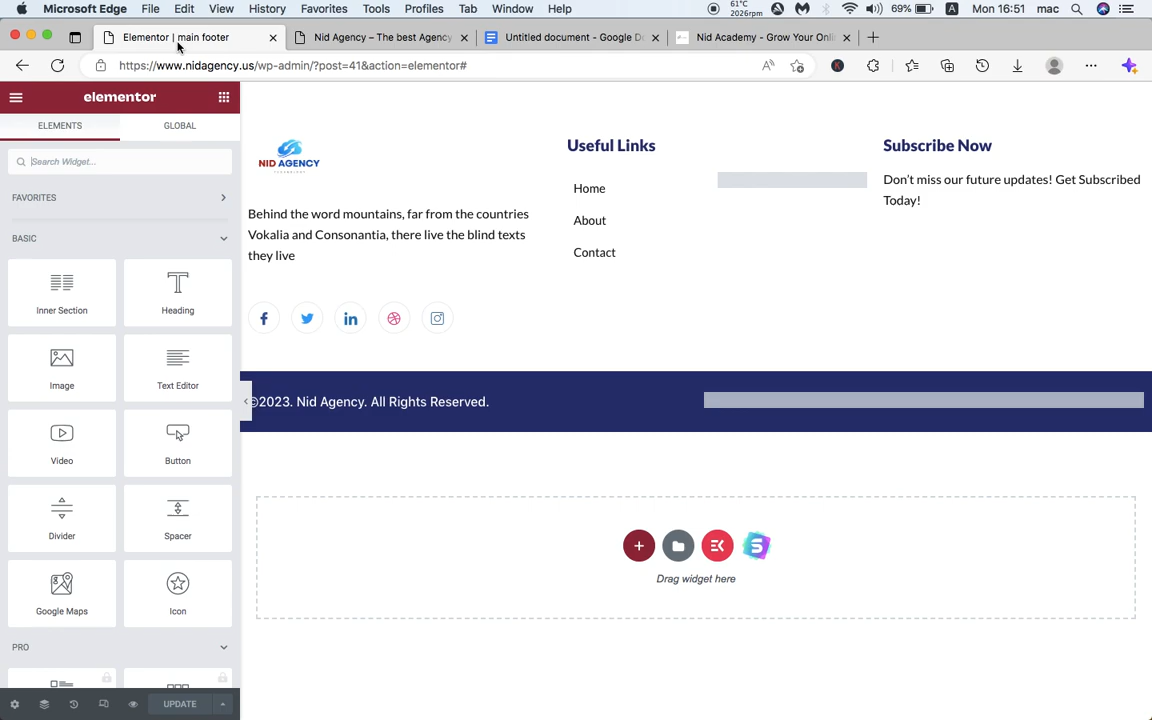 Microsoft Edge File Edit View History Favorites Tools Profiles Tab Window Help 61°C 2026rpm 69% A Mon 16:51 mac
Elementor | main footer
Nid Agency – The best Agency
Untitled document - Google D
Nid Academy - Grow Your Onli
https://www.nidagency.us/wp-admin/?post=41&action=elementor#
elementor
ELEMENTS GLOBAL
Search Widget...
FAVORITES
BASIC
Inner Section
Heading
Image
Text Editor
Video
Button
Divider
Spacer
Google Maps
Icon
PRO
UPDATE
NID AGENCY
Behind the word mountains, far from the countries
Vokalia and Consonantia, there live the blind texts
they live
Useful Links
Home
About
Contact
Subscribe Now
Don't miss our future updates! Get Subscribed
Today!
©2023. Nid Agency. All Rights Reserved.
Drag widget here